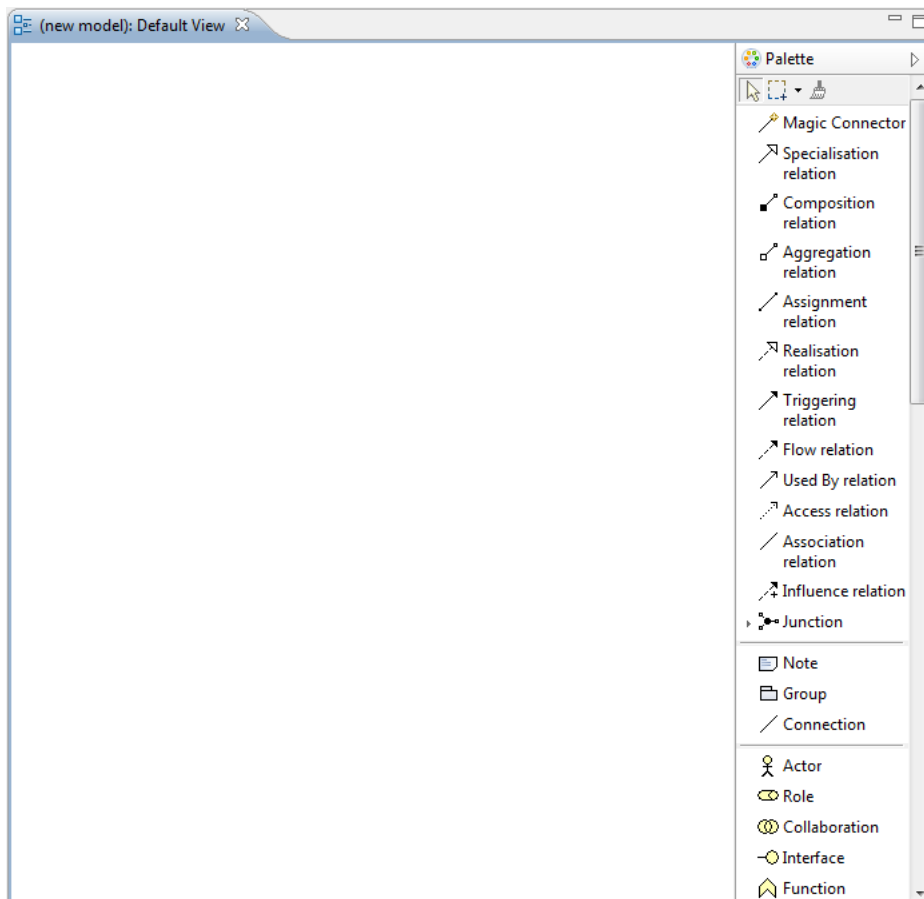 (new model): Default View
Palette
Magic Connector
Specialisation
relation
Composition
relation
Aggregation
relation
Assignment
relation
Realisation
relation
Triggering
relation
Flow relation
Used By relation
Access relation
Association
relation
Influence relation
Junction
Note
Group
Connection
Actor
Role
Collaboration
Interface
Function